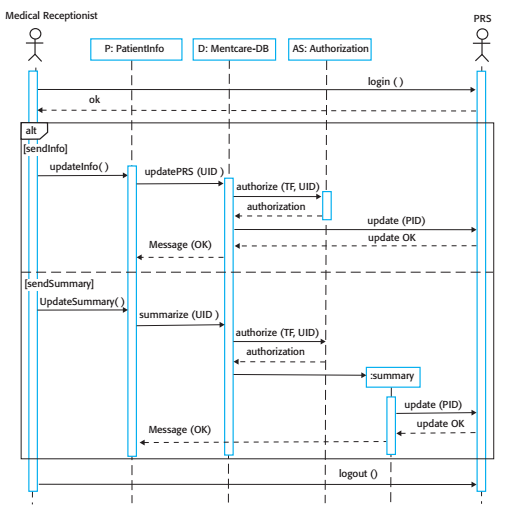 Medical Receptionist
PRS
P: PatientInfo
D: Mentcare-DB
AS: Authorization
login ( )
ok
alt
[sendInfo]
updateInfo( )
updatePRS (UID )
authorize (TF, UID)
authorization
update (PID)
update OK
Message (OK)
[sendSummary]
UpdateSummary( )
summarize (UID )
authorize (TF, UID)
authorization
:summary
update (PID)
update OK
Message (OK)
logout ()